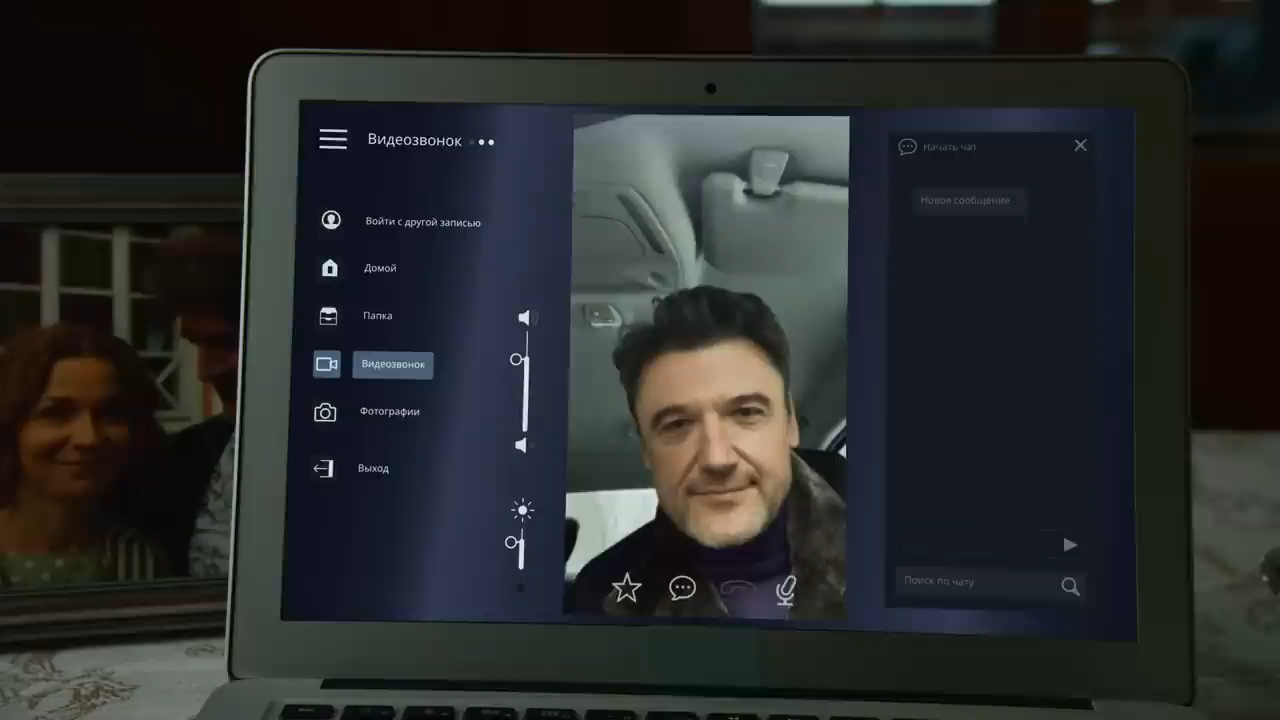 Видеозвонок
Войти с другой записью
Домой
Папка
Видеозвонок
Фотографии
Выход
Начать чат
Новое сообщение
Поиск по чату